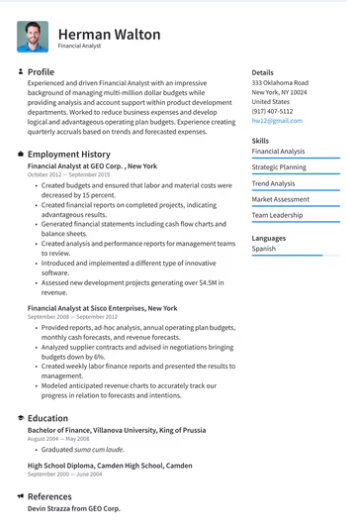 Herman Walton
Financial Analyst
Profile
Experienced and driven Financial Analyst with an impressive
background of managing multi-million dollar budgets while
providing analysis and account support within product development
departments. Worked to reduce business expenses and develop
logical and advantageous operating plan budgets. Experience creating
quarterly accruals based on trends and forecasted expenses.
Employment History
Financial Analyst at GEO Corp. , New York
October 2012 — September 2015
• Created budgets and ensured that labor and material costs were
decreased by 15 percent.
• Created financial reports on completed projects, indicating
advantageous results.
• Generated financial statements including cash flow charts and
balance sheets.
• Created analysis and performance reports for management teams
to review.
• Introduced and implemented a different type of innovative
software.
• Assessed new development projects generating over $4.5M in
revenue.
Financial Analyst at Sisco Enterprises, New York
September 2008 — September 2012
• Provided reports, ad-hoc analysis, annual operating plan budgets,
monthly cash forecasts, and revenue forecasts.
• Analyzed supplier contracts and advised in negotiations bringing
budgets down by 6%.
• Created weekly labor finance reports and presented the results to
management.
• Modeled anticipated revenue charts to accurately track our
progress in relation to forecasts and intentions.
Education
Bachelor of Finance, Villanova University, King of Prussia
August 2004 — May 2008
• Graduated suma cum laude.
High School Diploma, Camden High School, Camden
September 2000 — June 2004
References
Devin Strazza from GEO Corp.
Details
333 Oklahoma Road
New York, NY 10024
United States
(917) 407-5112
hw12@gmail.com
Skills
Financial Analysis
Strategic Planning
Trend Analysis
Market Assessment
Team Leadership
Languages
Spanish